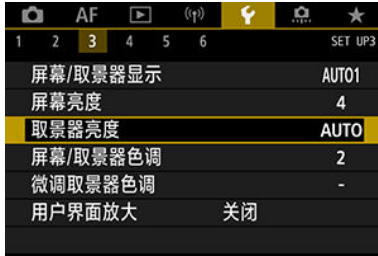 AF
1 2 3 4 5 6 SET UP3
屏幕/取景器显示 AUTO1
屏幕亮度 4
取景器亮度 AUTO
屏幕/取景器色调 2
微调取景器色调 -
用户界面放大 关闭